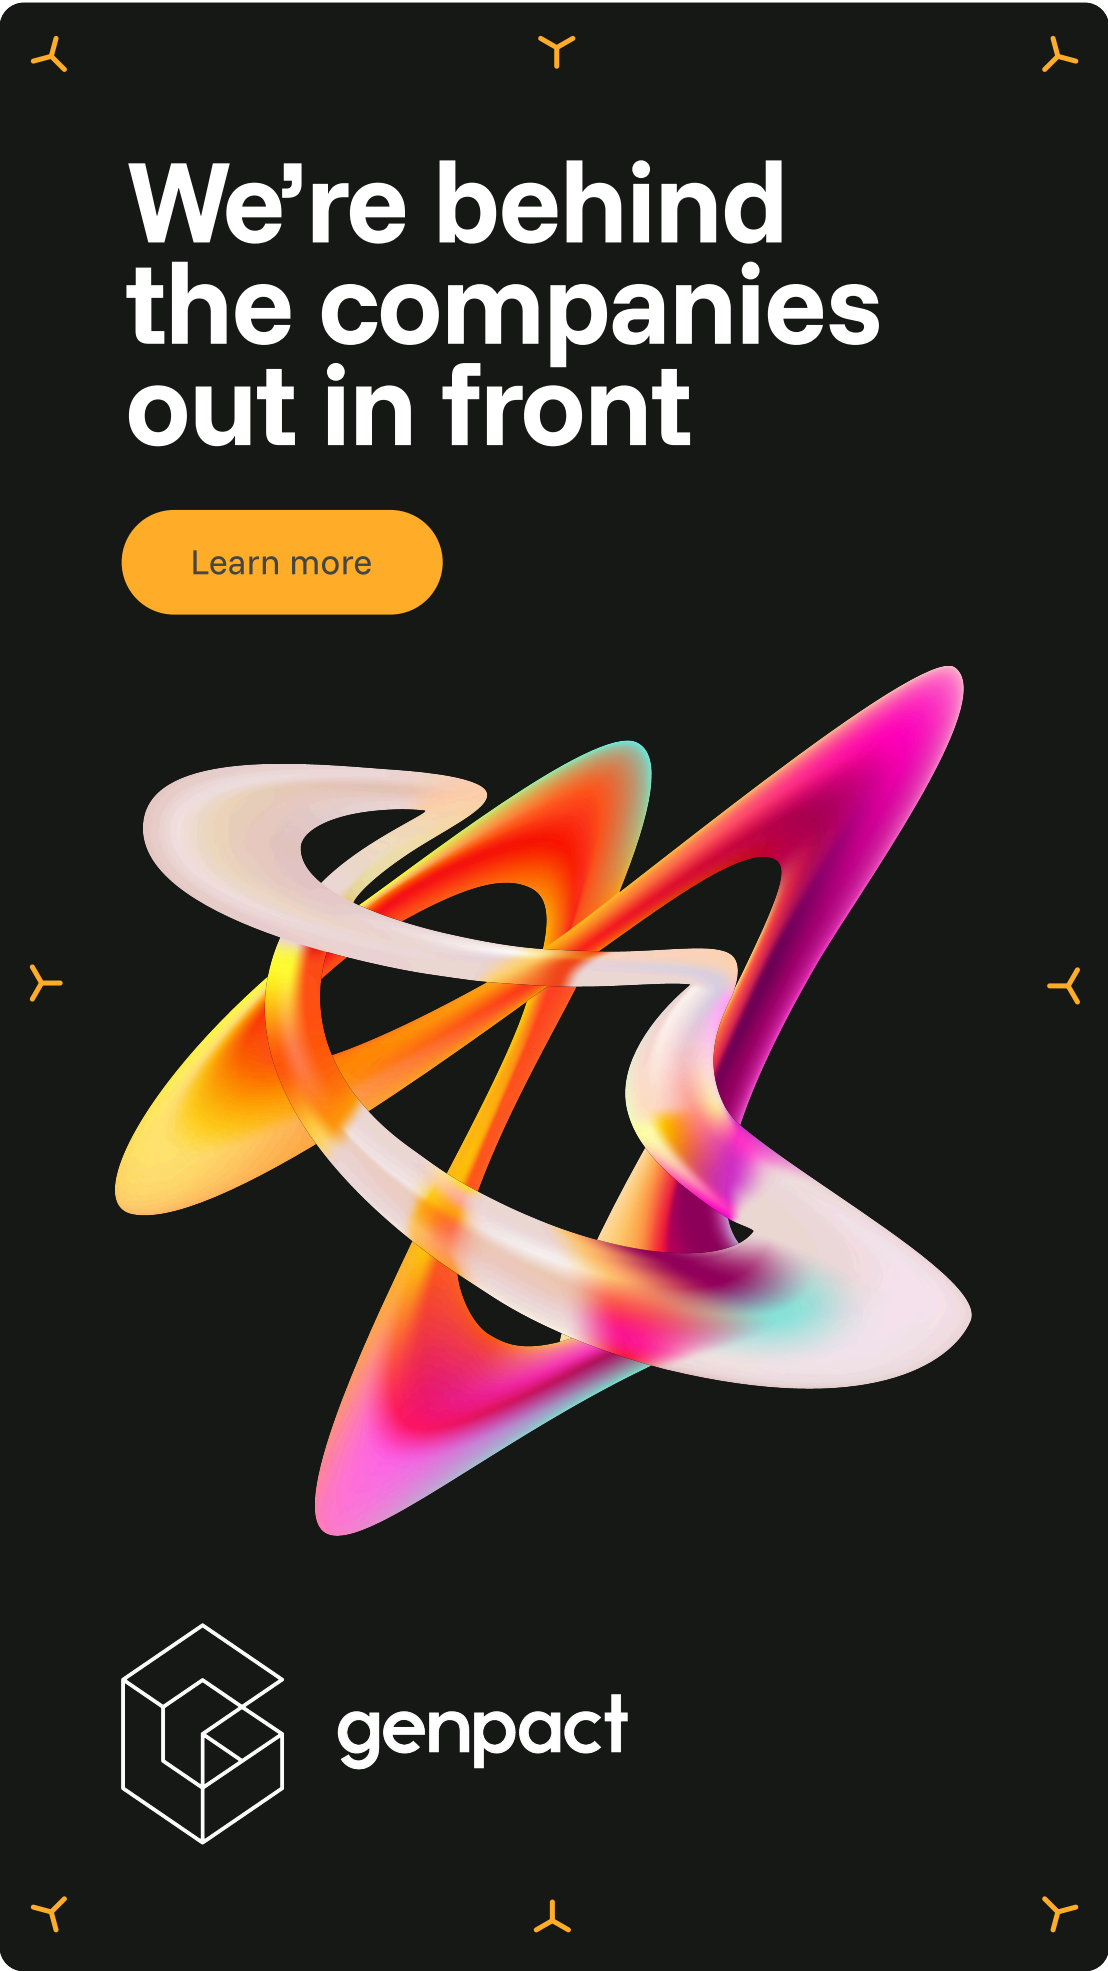 We’re behind
the companies
out in front
Learn more
genpact